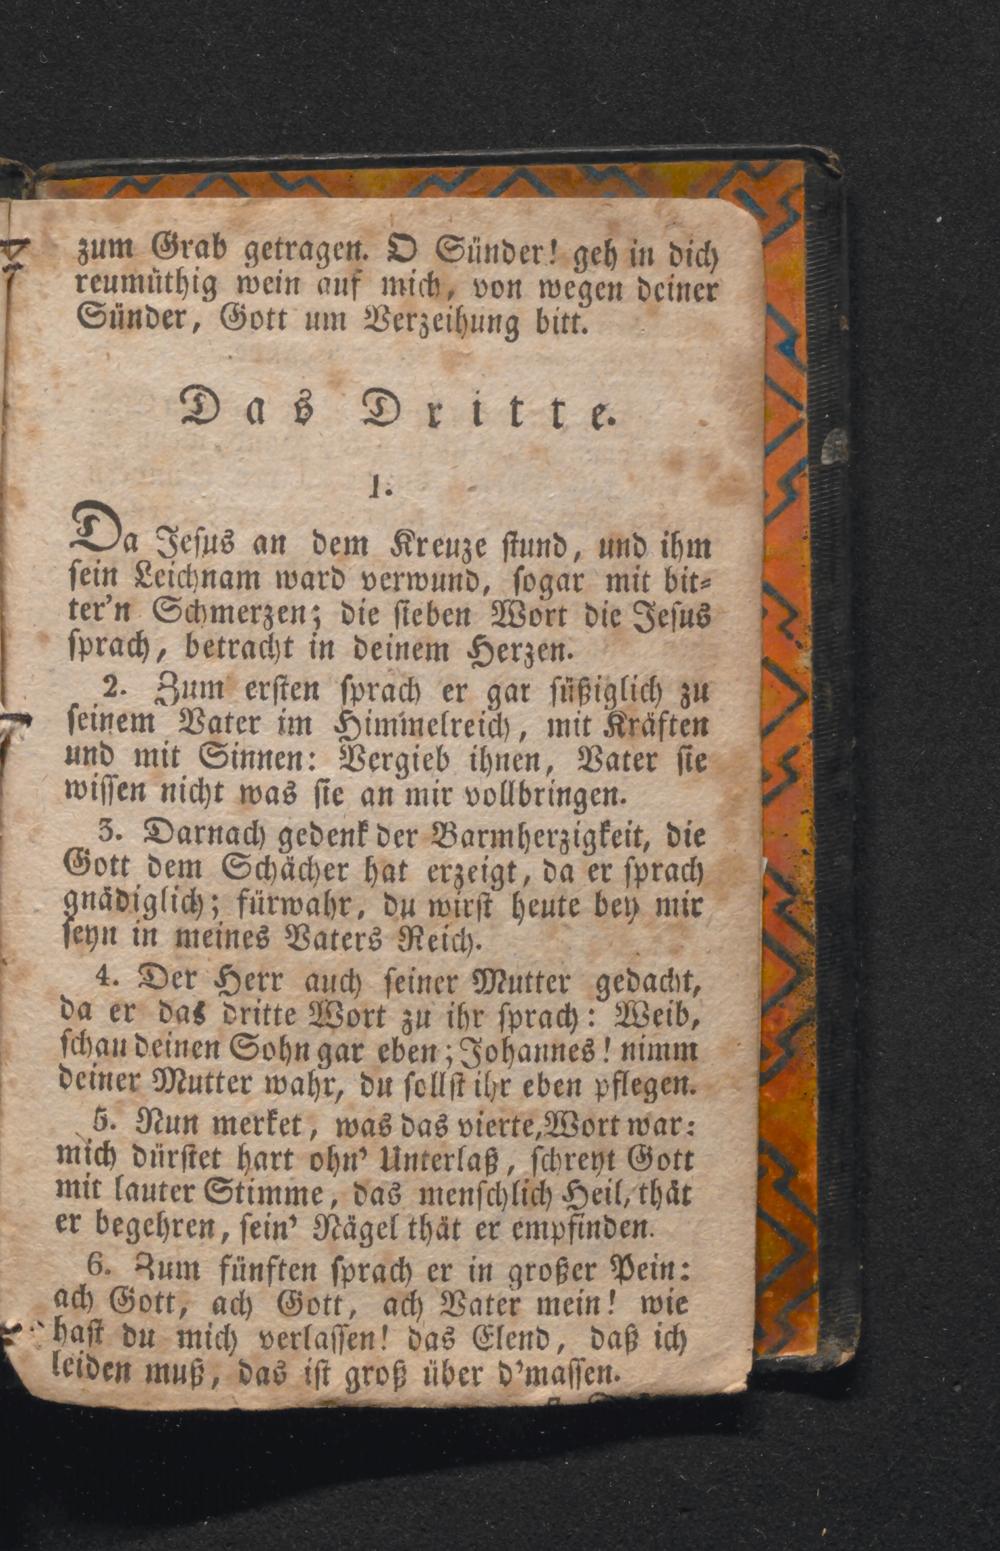 zum Grab getragen. O Sünder! geh in dich
reumüthig wein auf mich, von wegen deiner
Sünder, Gott um Verzeihung bitt.
Das Dritte.
1.
Da Jesus an dem Kreuze stund, und ihm
sein Leichnam ward verwund, sogar mit bit-
ter'n Schmerzen; die sieben Wort die Jesus
sprach, betracht in deinem Herzen.
2. Zum ersten sprach er gar süßiglich zu
seinem Vater im Himmelreich, mit Kräften
und mit Sinnen: Vergieb ihnen, Vater sie
wissen nicht was sie an mir vollbringen.
3. Darnach gedenk der Barmherzigkeit, die
Gott dem Schächer hat erzeigt, da er sprach
gnädiglich; fürwahr, du wirst heute bey mir
seyn in meines Vaters Reich.
4. Der Herr auch seiner Mutter gedacht,
da er das dritte Wort zu ihr sprach: Weib,
schau deinen Sohn gar eben; Johannes! nimm
deiner Mutter wahr, du sollst ihr eben pflegen.
5. Nun merket, was das vierte,Wort war:
mich dürstet hart ohn' Unterlaß, schreyt Gott
mit lauter Stimme, das menschlich Heil, thät
er begehren, sein' Nägel thät er empfinden.
6. Zum fünften sprach er in großer Pein:
ach Gott, ach Gott, ach Vater mein! wie
hast du mich verlassen! das Elend, daß ich
leiden muß, das ist groß über d'massen.